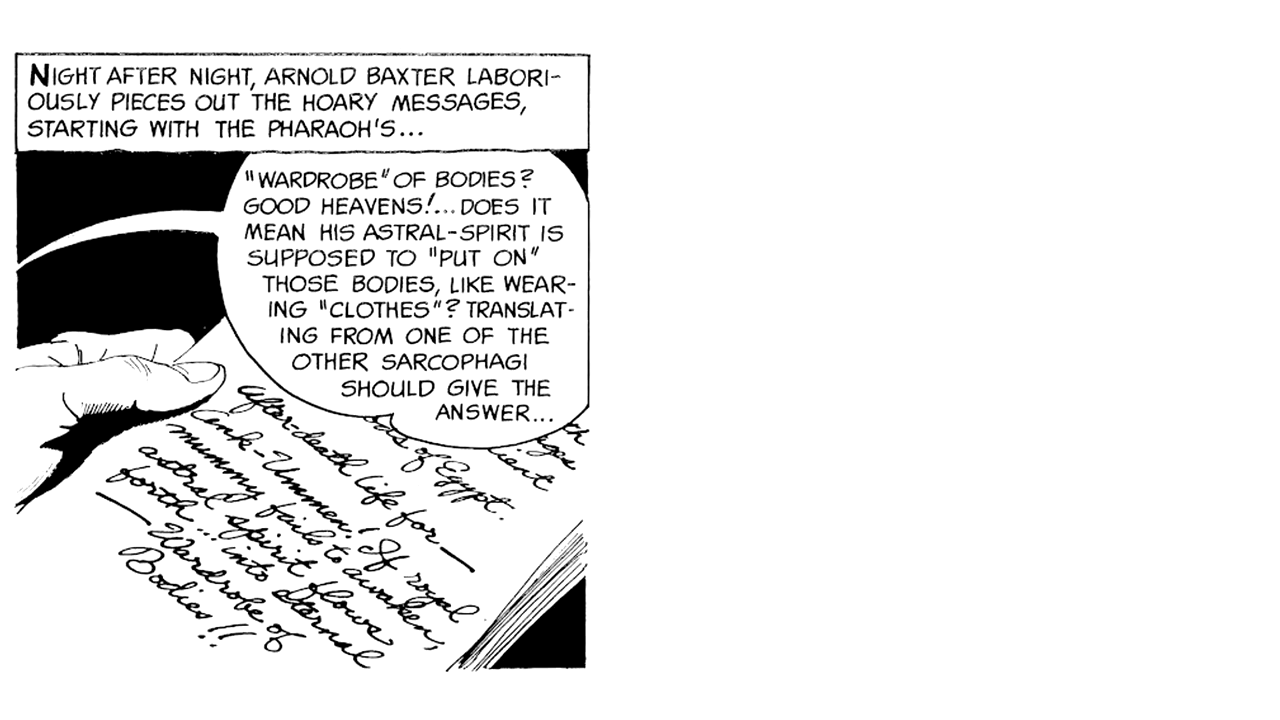 NIGHT AFTER NIGHT, ARNOLD BAXTER LABORI-
OUSLY PIECES OUT THE HOARY MESSAGES,
STARTING WITH THE PHARAOH'S...
"WARDROBE" OF BODIES?
GOOD HEAVENS!...DOES IT
MEAN HIS ASTRAL-SPIRIT IS
SUPPOSED TO "PUT ON"
THOSE BODIES, LIKE WEAR-
ING "CLOTHES"? TRANSLAT-
ING FROM ONE OF THE
OTHER SARCOPHAGI
SHOULD GIVE THE
ANSWER...
of Egypt.
After-death life for—
Cenk-Ummen! If royal
mummy fails to awaken,
astral spirit flows
forth... into Eternal
—Wardrobe of
Bodies!!